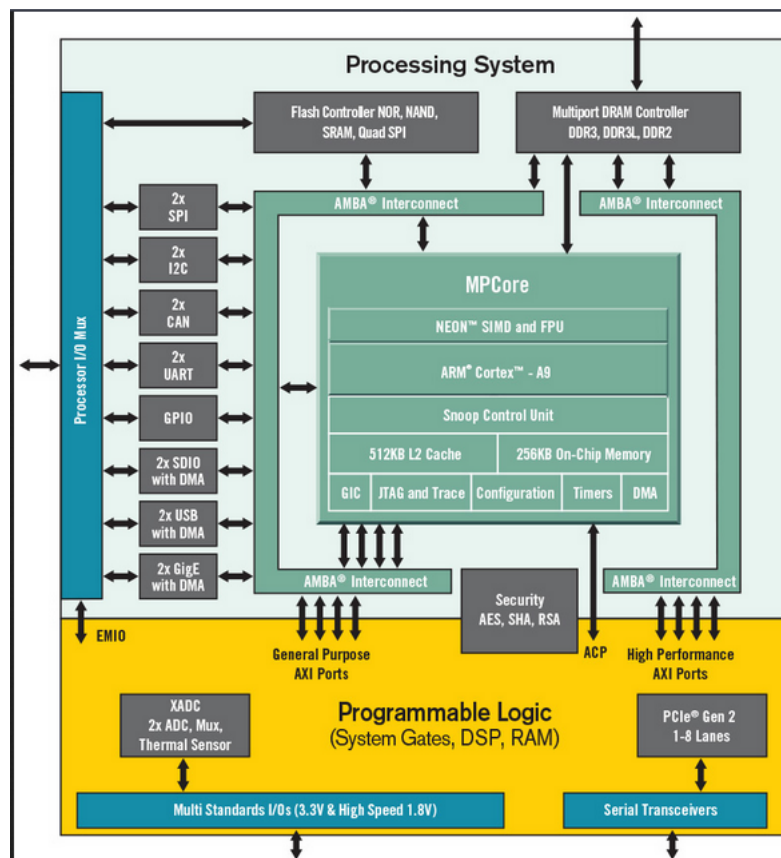 Processing System
Flash Controller NOR, NAND,
SRAM, Quad SPI
Multiport DRAM Controller
DDR3, DDR3L, DDR2
Processor I/O Mux
2x
SPI
2x
I2C
2x
CAN
2x
UART
GPIO
2x SDIO
with DMA
2x USB
with DMA
2x GigE
with DMA
AMBA® Interconnect
AMBA® Interconnect
MPCore
NEON™ SIMD and FPU
ARM® Cortex™ - A9
Snoop Control Unit
512KB L2 Cache
256KB On-Chip Memory
GIC
JTAG and Trace
Configuration
Timers
DMA
AMBA® Interconnect
AMBA® Interconnect
Security
AES, SHA, RSA
EMIO
General Purpose
AXI Ports
ACP
High Performance
AXI Ports
XADC
2x ADC, Mux,
Thermal Sensor
Programmable Logic
(System Gates, DSP, RAM)
PCIe® Gen 2
1-8 Lanes
Multi Standards I/Os (3.3V & High Speed 1.8V)
Serial Transceivers